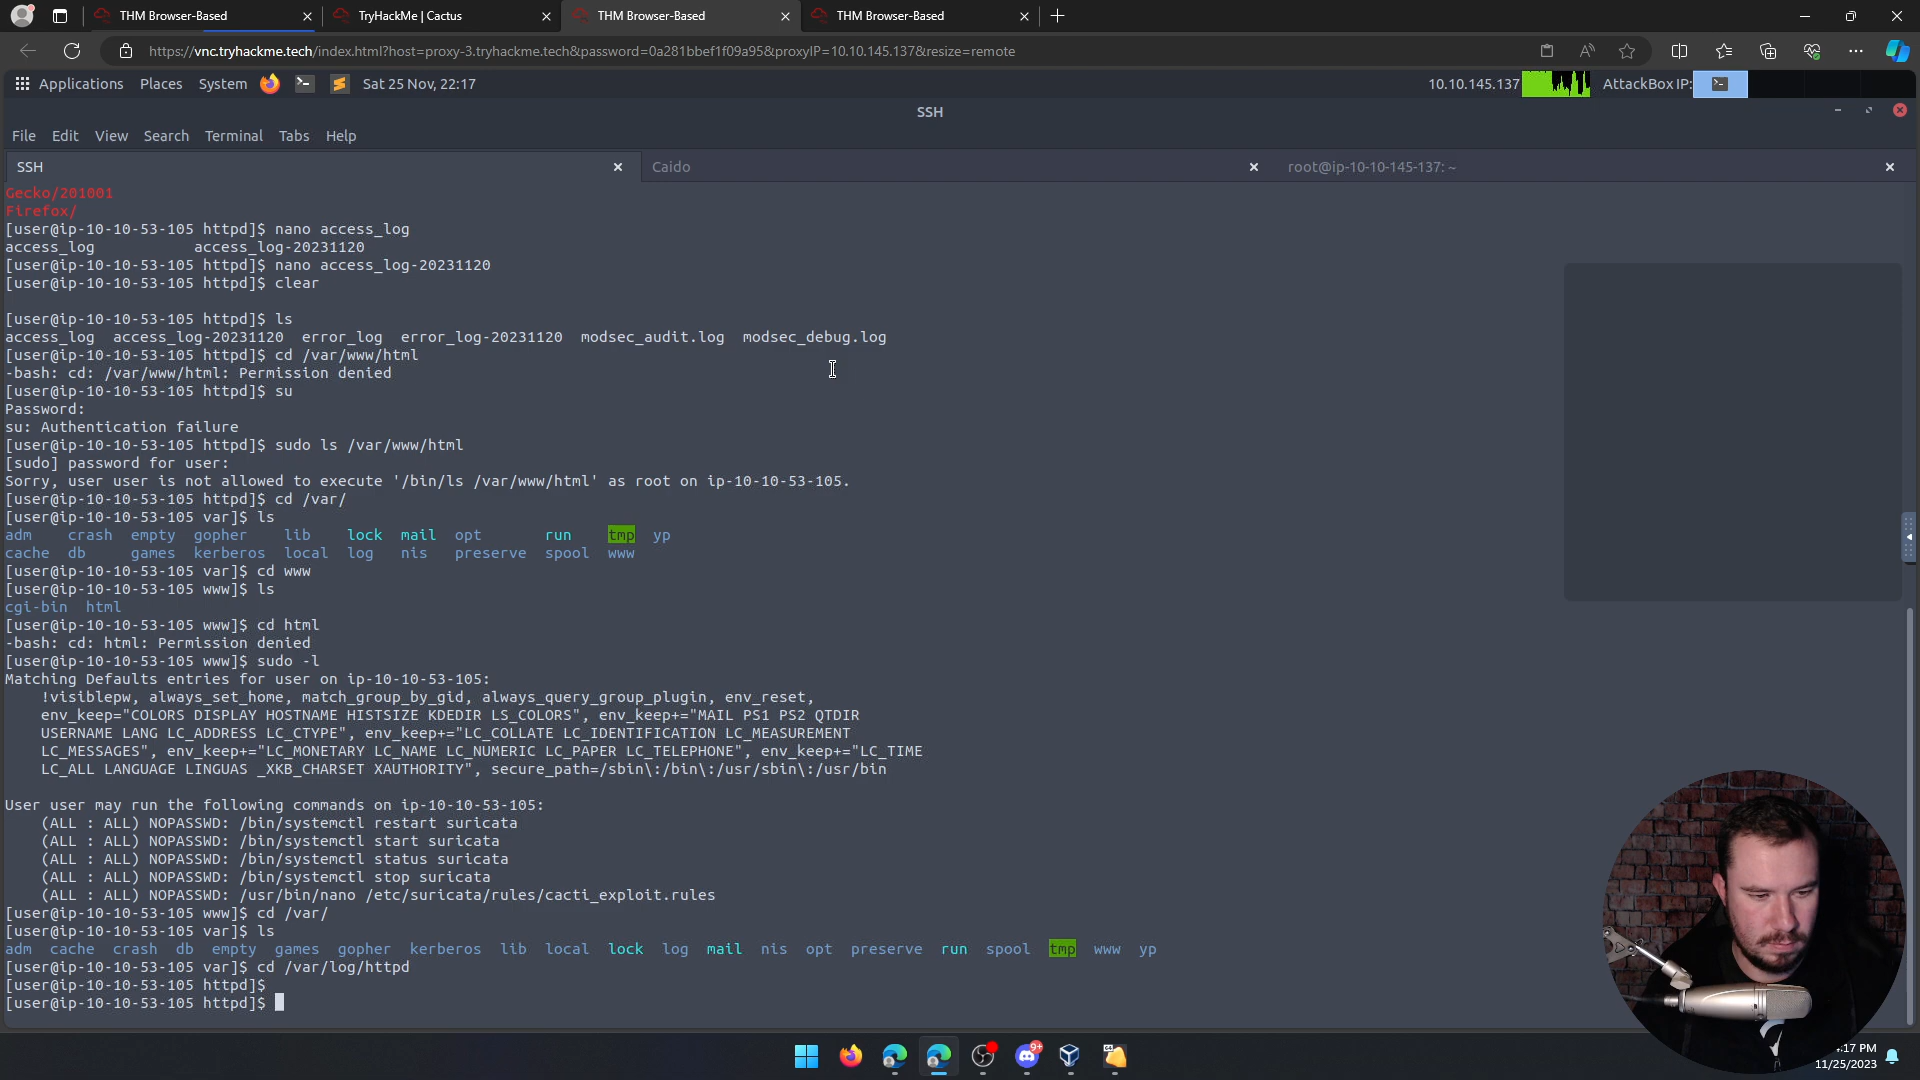 THM Browser-Based
TryHackMe | Cactus
THM Browser-Based
THM Browser-Based
https://vnc.tryhackme.tech/index.html?host=proxy-3.tryhackme.tech&password=0a281bbef1f09a95&proxyIP=10.10.145.137&resize=remote
Applications Places System Sat 25 Nov, 22:17 10.10.145.137 AttackBox IP:
SSH
File Edit View Search Terminal Tabs Help
SSH Caido root@ip-10-10-145-137: ~
Gecko/201001
Firefox/
[user@ip-10-10-53-105 httpd]$ nano access_log
access_log access_log-20231120
[user@ip-10-10-53-105 httpd]$ nano access_log-20231120
[user@ip-10-10-53-105 httpd]$ clear
[user@ip-10-10-53-105 httpd]$ ls
access_log access_log-20231120 error_log error_log-20231120 modsec_audit.log modsec_debug.log
[user@ip-10-10-53-105 httpd]$ cd /var/www/html
-bash: cd: /var/www/html: Permission denied
[user@ip-10-10-53-105 httpd]$ su
Password:
su: Authentication failure
[user@ip-10-10-53-105 httpd]$ sudo ls /var/www/html
[sudo] password for user:
Sorry, user user is not allowed to execute '/bin/ls /var/www/html' as root on ip-10-10-53-105.
[user@ip-10-10-53-105 httpd]$ cd /var/
[user@ip-10-10-53-105 var]$ ls
adm crash empty gopher lib lock mail opt run tmp yp
cache db games kerberos local log nis preserve spool www
[user@ip-10-10-53-105 var]$ cd www
[user@ip-10-10-53-105 www]$ ls
cgi-bin html
[user@ip-10-10-53-105 www]$ cd html
-bash: cd: html: Permission denied
[user@ip-10-10-53-105 www]$ sudo -l
Matching Defaults entries for user on ip-10-10-53-105:
!visiblepw, always_set_home, match_group_by_gid, always_query_group_plugin, env_reset,
env_keep="COLORS DISPLAY HOSTNAME HISTSIZE KDEDIR LS_COLORS", env_keep+="MAIL PS1 PS2 QTDIR
USERNAME LANG LC_ADDRESS LC_CTYPE", env_keep+="LC_COLLATE LC_IDENTIFICATION LC_MEASUREMENT
LC_MESSAGES", env_keep+="LC_MONETARY LC_NAME LC_NUMERIC LC_PAPER LC_TELEPHONE", env_keep+="LC_TIME
LC_ALL LANGUAGE LINGUAS _XKB_CHARSET XAUTHORITY", secure_path=/sbin\:/bin\:/usr/sbin\:/usr/bin
User user may run the following commands on ip-10-10-53-105:
(ALL : ALL) NOPASSWD: /bin/systemctl restart suricata
(ALL : ALL) NOPASSWD: /bin/systemctl start suricata
(ALL : ALL) NOPASSWD: /bin/systemctl status suricata
(ALL : ALL) NOPASSWD: /bin/systemctl stop suricata
(ALL : ALL) NOPASSWD: /usr/bin/nano /etc/suricata/rules/cacti_exploit.rules
[user@ip-10-10-53-105 www]$ cd /var/
[user@ip-10-10-53-105 var]$ ls
adm cache crash db empty games gopher kerberos lib local lock log mail nis opt preserve run spool tmp www yp
[user@ip-10-10-53-105 var]$ cd /var/log/httpd
[user@ip-10-10-53-105 httpd]$
[user@ip-10-10-53-105 httpd]$
9+
:17 PM
11/25/2023